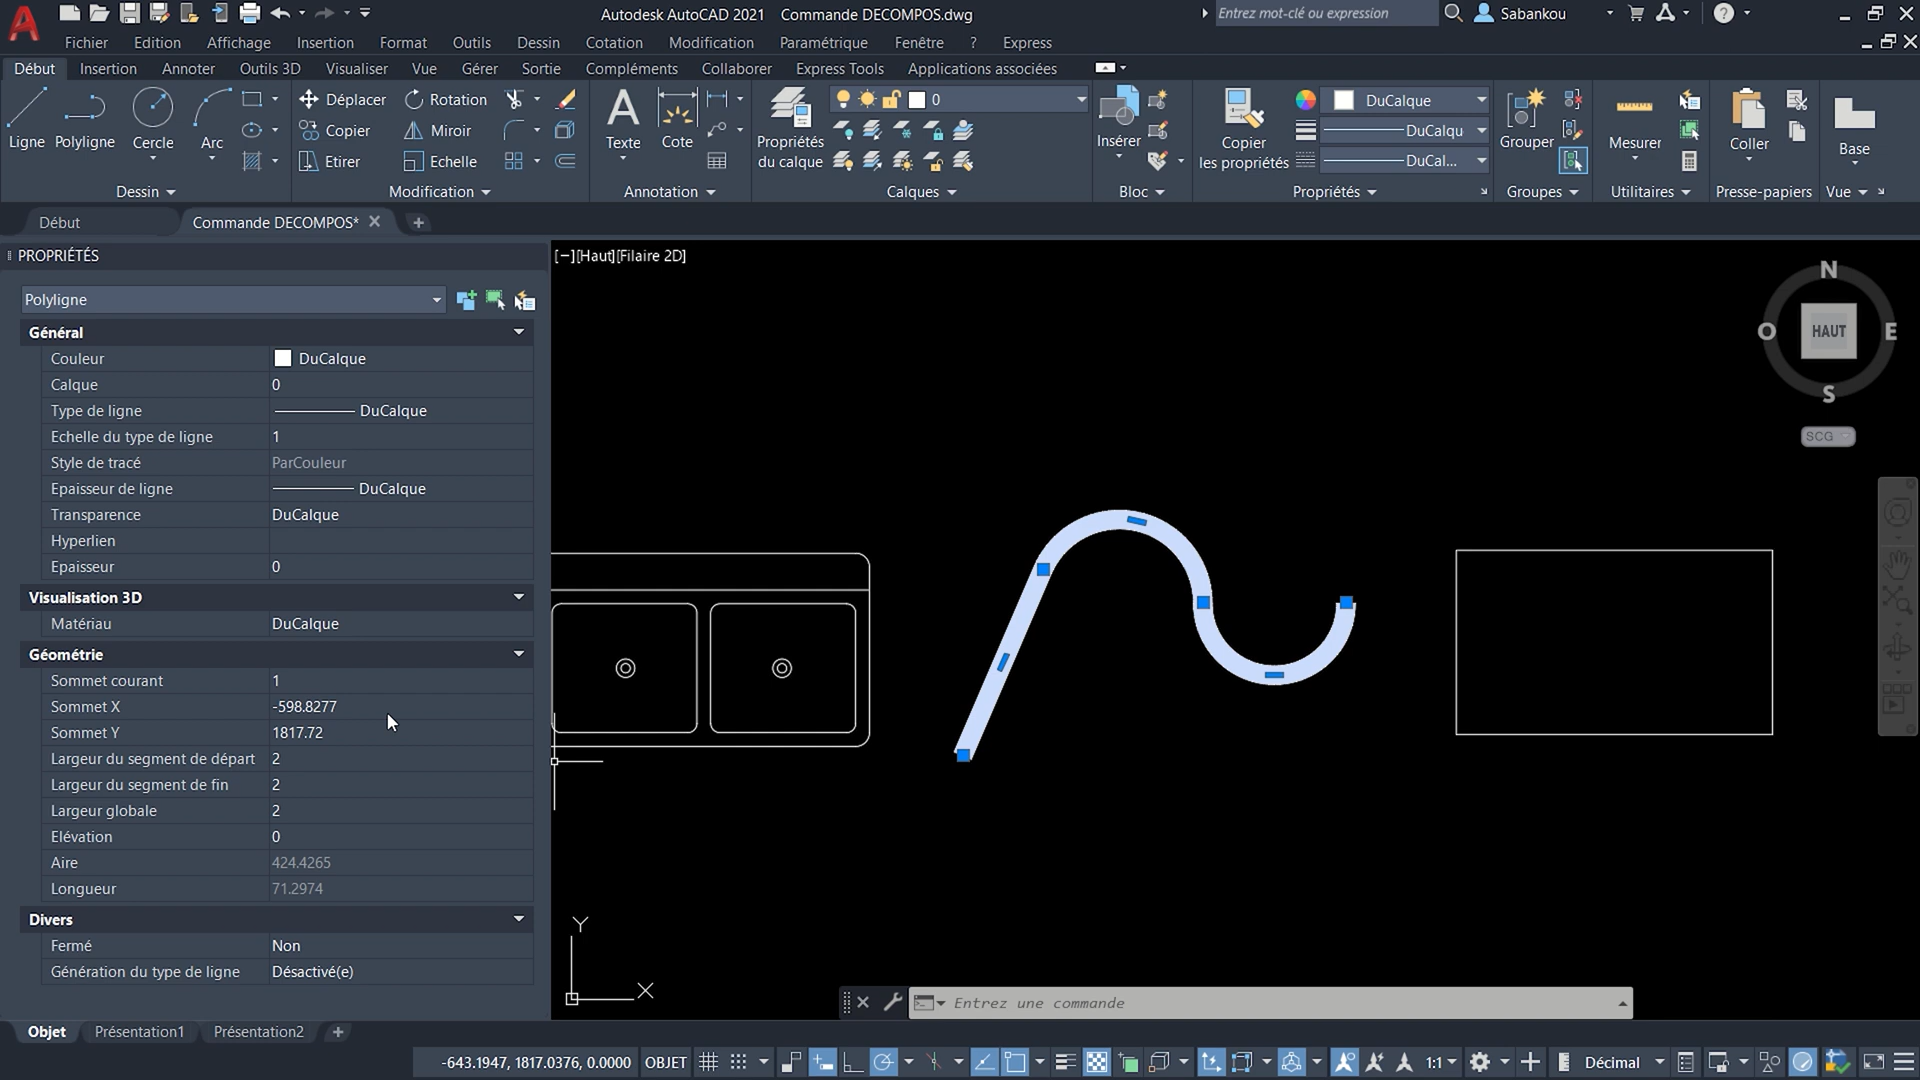 Autodesk AutoCAD 2021 Commande DECOMPOS.dwg
Entrez mot-clé ou expression
Sabankou
Fichier Edition Affichage Insertion Format Outils Dessin Cotation Modification Paramétrique Fenêtre ? Express
Début Insertion Annoter Outils 3D Visualiser Vue Gérer Sortie Compléments Collaborer Express Tools Applications associées
Ligne Polyligne Cercle Arc
Déplacer Rotation
Copier Miroir
Etirer Echelle
Texte Cote
Propriétés du calque
0
Insérer
Copier les propriétés
DuCalque
DuCalqu
DuCal...
Grouper
Mesurer
Coller
Base
Dessin Modification Annotation Calques Bloc Propriétés Groupes Utilitaires Presse-papiers Vue
Début Commande DECOMPOS*
PROPRIÉTÉS
[−][Haut][Filaire 2D]
Polyligne
Général
Couleur DuCalque
Calque 0
Type de ligne DuCalque
Echelle du type de ligne 1
Style de tracé ParCouleur
Epaisseur de ligne DuCalque
Transparence DuCalque
Hyperlien
Epaisseur 0
Visualisation 3D
Matériau DuCalque
Géométrie
Sommet courant 1
Sommet X -598.8277
Sommet Y 1817.72
Largeur du segment de départ 2
Largeur du segment de fin 2
Largeur globale 2
Elévation 0
Aire 424.4265
Longueur 71.2974
Divers
Fermé Non
Génération du type de ligne Désactivé(e)
N
O HAUT E
S
SCG
Y
X
Entrez une commande
Objet Présentation1 Présentation2
-643.1947, 1817.0376, 0.0000 OBJET 1:1 Décimal